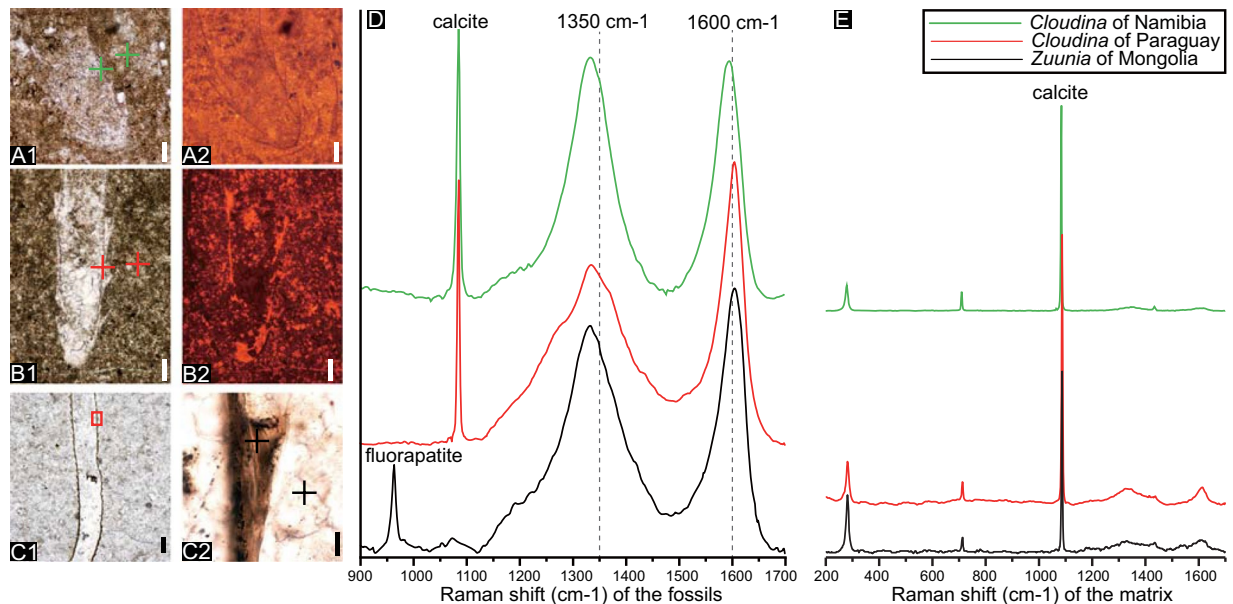 A1
A2
B1
B2
C1
C2
D
calcite
1350 cm-1
1600 cm-1
fluorapatite
900 1000 1100 1200 1300 1400 1500 1600 1700
Raman shift (cm-1) of the fossils
E
Cloudina of Namibia
Cloudina of Paraguay
Zuunia of Mongolia
calcite
200 400 600 800 1000 1200 1400 1600
Raman shift (cm-1) of the matrix